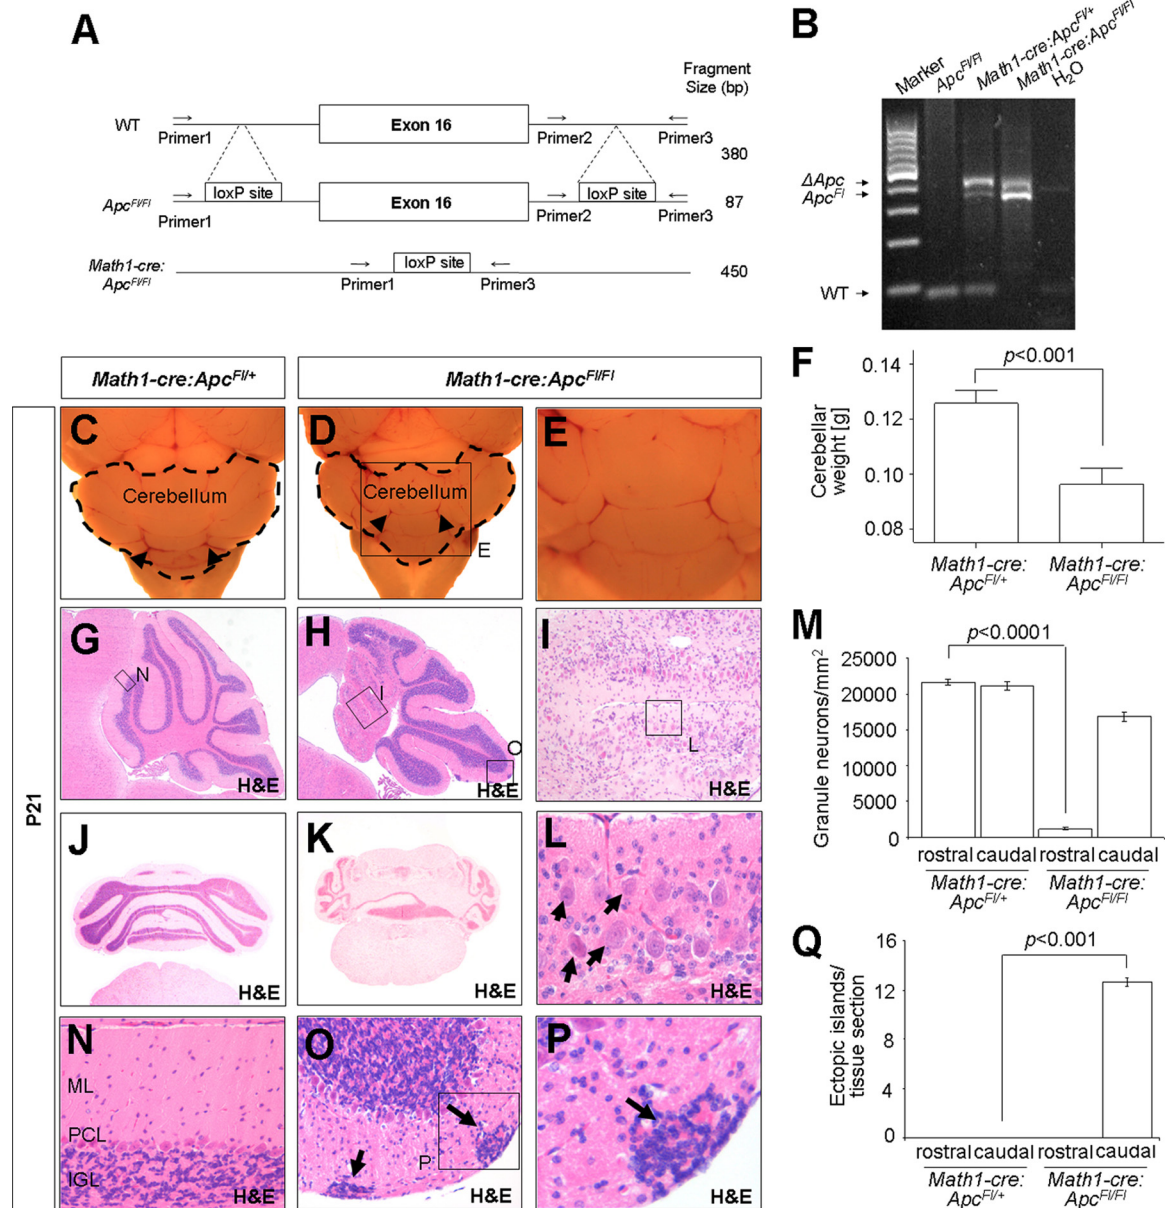 A
Fragment
Size (bp)
WT
Primer1
Exon 16
Primer2
Primer3
380
loxP site
loxP site
Apc^Fl/Fl
Primer1
Exon 16
Primer2
Primer3
87
Math1-cre:
Apc^Fl/Fl
loxP site
Primer1
Primer3
450
B
Marker
Apc^Fl/Fl
Math1-cre:Apc^Fl/+
Math1-cre:Apc^Fl/Fl
H₂O
ΔApc
Apc^Fl
WT
Math1-cre:Apc^Fl/+
Math1-cre:Apc^Fl/Fl
P21
C
Cerebellum
D
Cerebellum
E
E
F
p<0.001
Cerebellar
weight [g]
0.14
0.12
0.10
0.08
Math1-cre:
Apc^Fl/+
Math1-cre:
Apc^Fl/Fl
G
N
H&E
H
I
O
H&E
I
L
H&E
J
H&E
K
H&E
L
H&E
M
p<0.0001
Granule neurons/mm²
25000
20000
15000
10000
5000
0
rostral caudal rostral caudal
Math1-cre:
Apc^Fl/+
Math1-cre:
Apc^Fl/Fl
N
ML
PCL
IGL
H&E
O
P
H&E
P
H&E
Q
p<0.001
Ectopic islands/
tissue section
16
12
8
4
0
rostral caudal rostral caudal
Math1-cre:
Apc^Fl/+
Math1-cre:
Apc^Fl/Fl